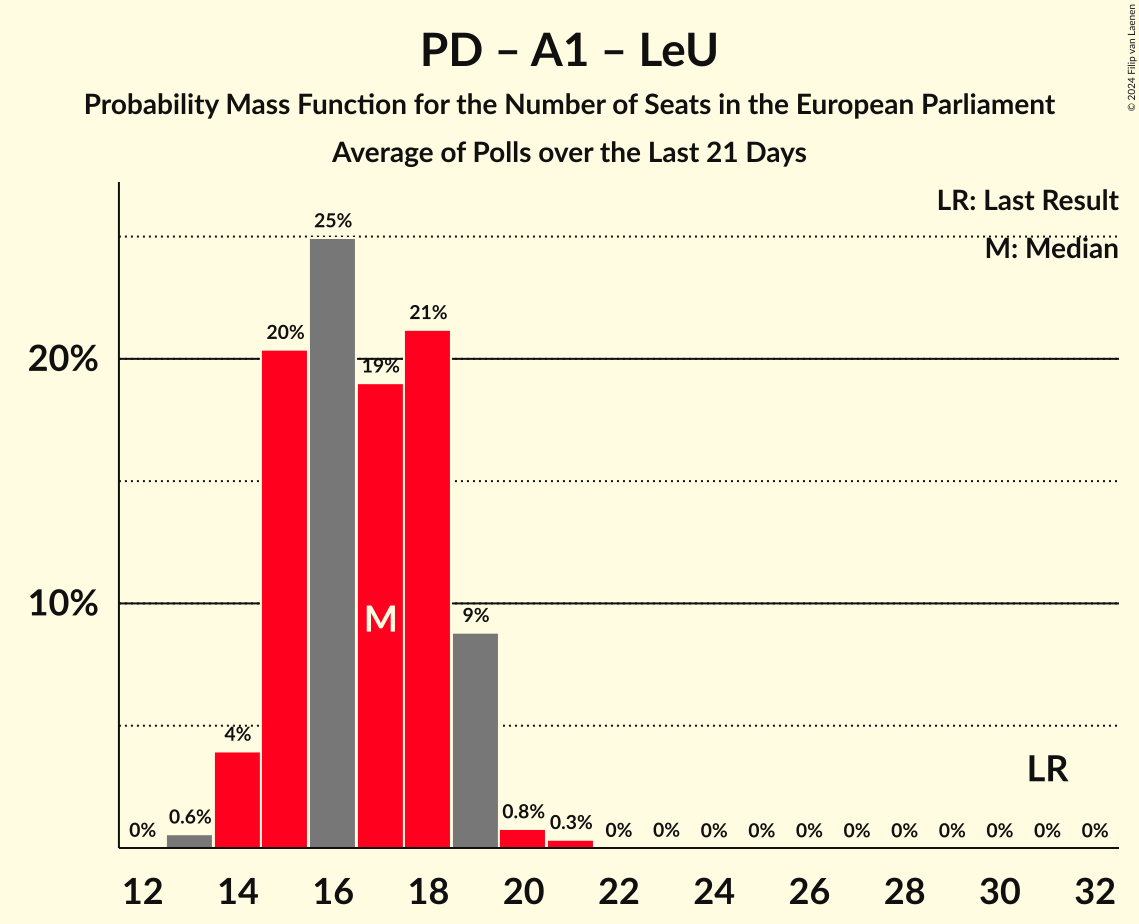 PD – A1 – LeU
Probability Mass Function for the Number of Seats in the European Parliament
Average of Polls over the Last 21 Days
© 2024 Filip van Laenen
LR: Last Result
M: Median
20%
10%
0%
0.6%
4%
20%
25%
19%
21%
9%
0.8%
0.3%
0%
0%
0%
0%
0%
0%
0%
0%
0%
0%
0%
M
LR
12 14 16 18 20 22 24 26 28 30 32